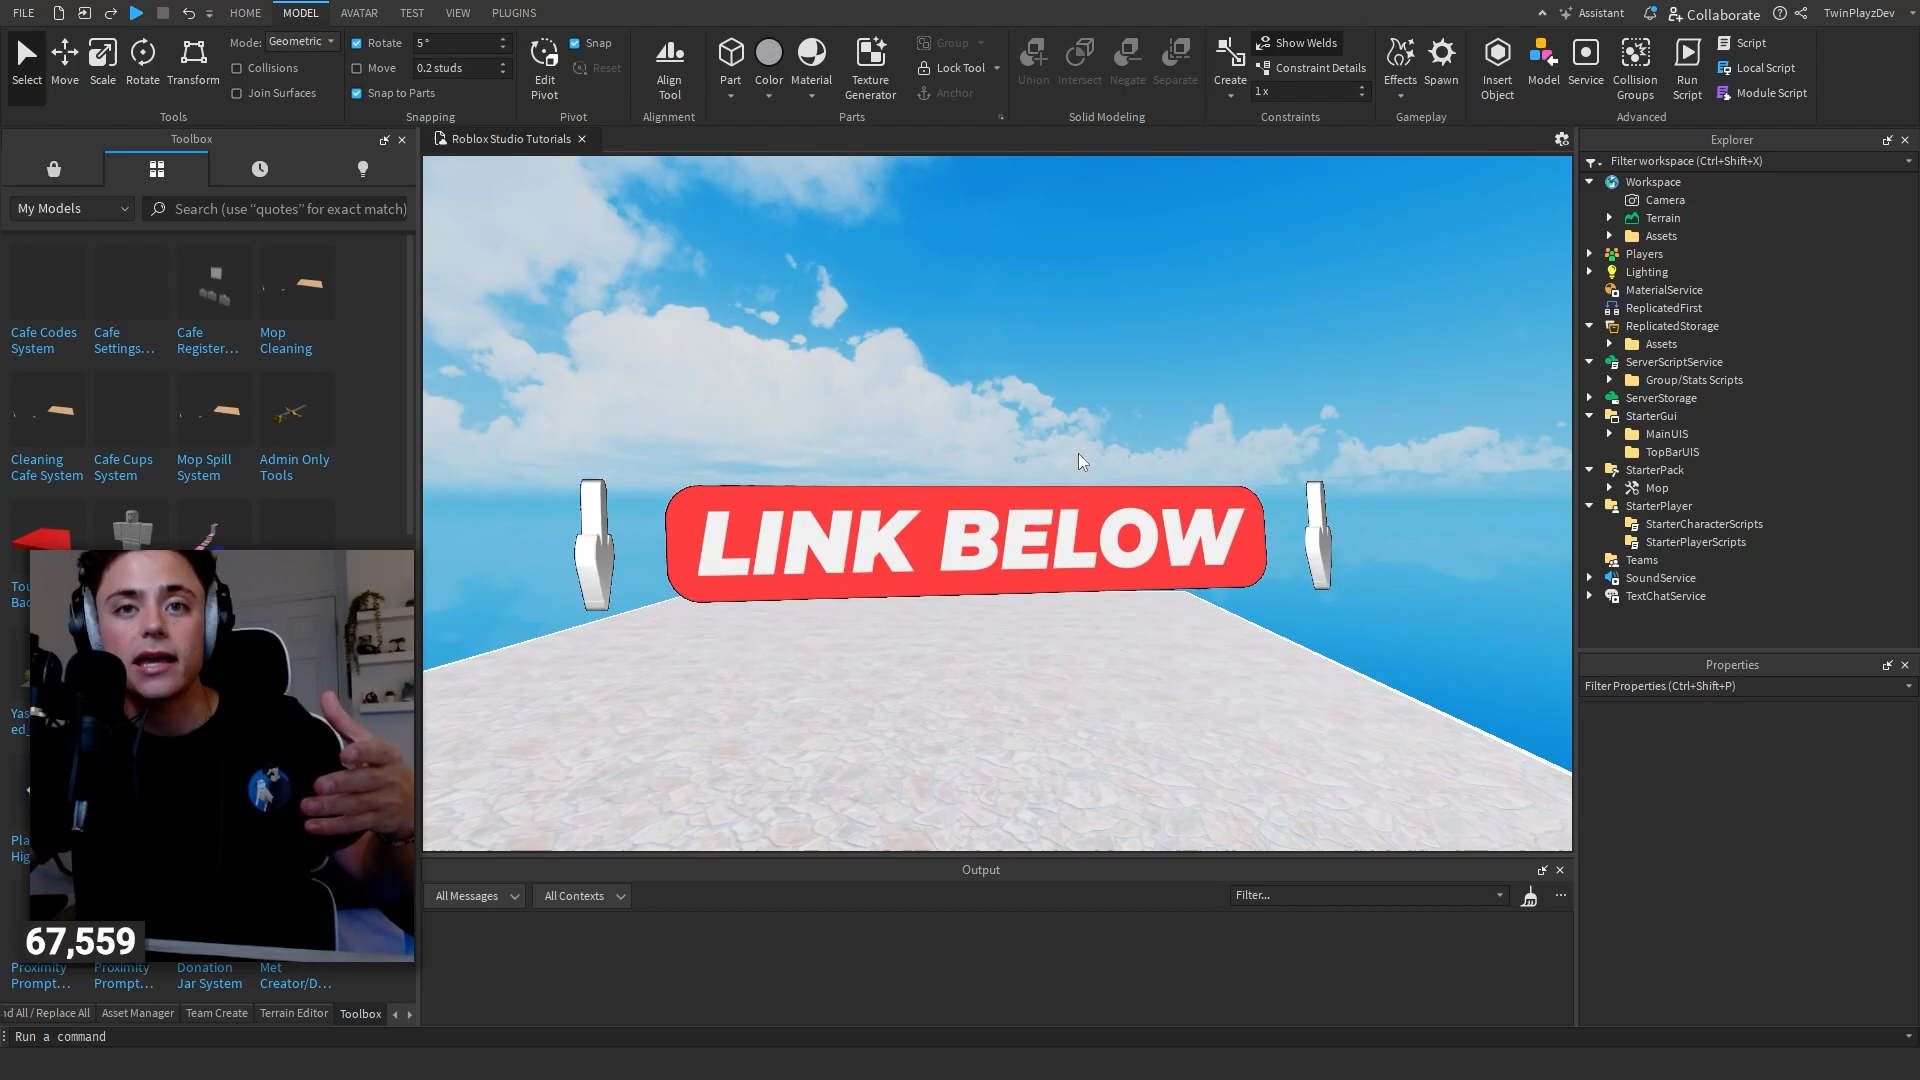 FILE
HOME
MODEL
AVATAR
TEST
VIEW
PLUGINS
Assistant
Collaborate
TwinPlayzDev
Select
Move
Scale
Rotate
Transform
Mode: Geometric
Collisions
Join Surfaces
Tools
Rotate 5°
Move 0.2 studs
Snap to Parts
Snapping
Edit
Pivot
Snap
Reset
Pivot
Align
Tool
Alignment
Part
Color
Material
Texture
Generator
Group
Lock Tool
Anchor
Parts
Union
Intersect
Negate
Separate
Solid Modeling
Create
Show Welds
Constraint Details
1 x
Constraints
Effects
Spawn
Gameplay
Insert
Object
Model
Service
Collision
Groups
Run
Script
Script
Local Script
Module Script
Advanced
Toolbox
My Models
Search (use “quotes” for exact match)
Cafe Codes
System
Cafe
Settings...
Cafe
Register...
Mop
Cleaning
Cleaning
Cafe System
Cafe Cups
System
Mop Spill
System
Admin Only
Tools
67,559
Proximity
Prompt...
Proximity
Prompt...
Donation
Jar System
Met
Creator/D...
nd All / Replace All
Asset Manager
Team Create
Terrain Editor
Toolbox
Run a command
Roblox Studio Tutorials
LINK BELOW
Output
All Messages
All Contexts
Filter...
Explorer
Filter workspace (Ctrl+Shift+X)
Workspace
Camera
Terrain
Assets
Players
Lighting
MaterialService
ReplicatedFirst
ReplicatedStorage
Assets
ServerScriptService
Group/Stats Scripts
ServerStorage
StarterGui
MainUIS
TopBarUIS
StarterPack
Mop
StarterPlayer
StarterCharacterScripts
StarterPlayerScripts
Teams
SoundService
TextChatService
Properties
Filter Properties (Ctrl+Shift+P)